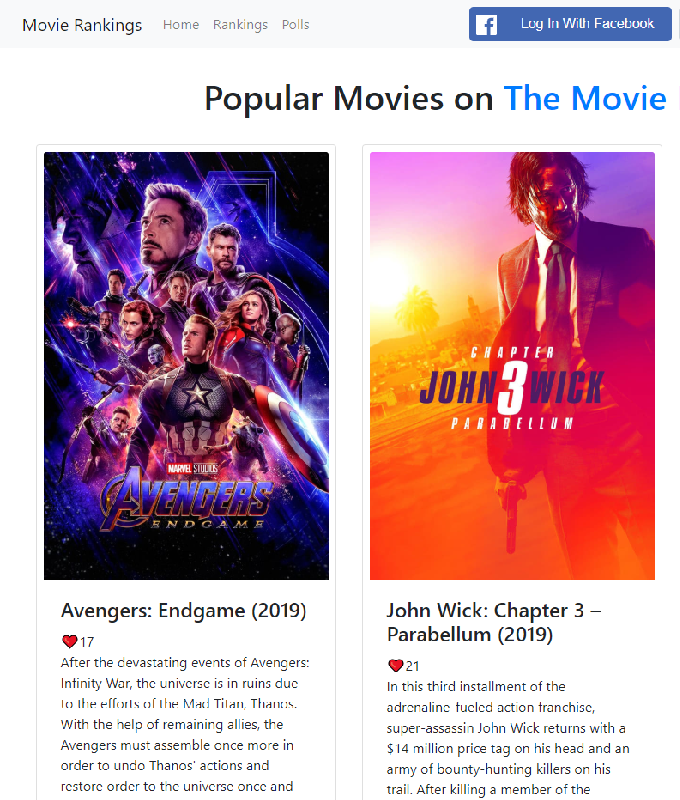 Movie Rankings Home Rankings Polls Log In With Facebook
Popular Movies on The Movie
MARVEL STUDIOS
AVENGERS
ENDGAME
CHAPTER
JOHN 3 WICK
PARABELLUM
Avengers: Endgame (2019)
17
After the devastating events of Avengers:
Infinity War, the universe is in ruins due
to the efforts of the Mad Titan, Thanos.
With the help of remaining allies, the
Avengers must assemble once more in
order to undo Thanos' actions and
restore order to the universe once and
John Wick: Chapter 3 –
Parabellum (2019)
21
In this third installment of the
adrenaline-fueled action franchise,
super-assassin John Wick returns with a
$14 million price tag on his head and an
army of bounty-hunting killers on his
trail. After killing a member of the